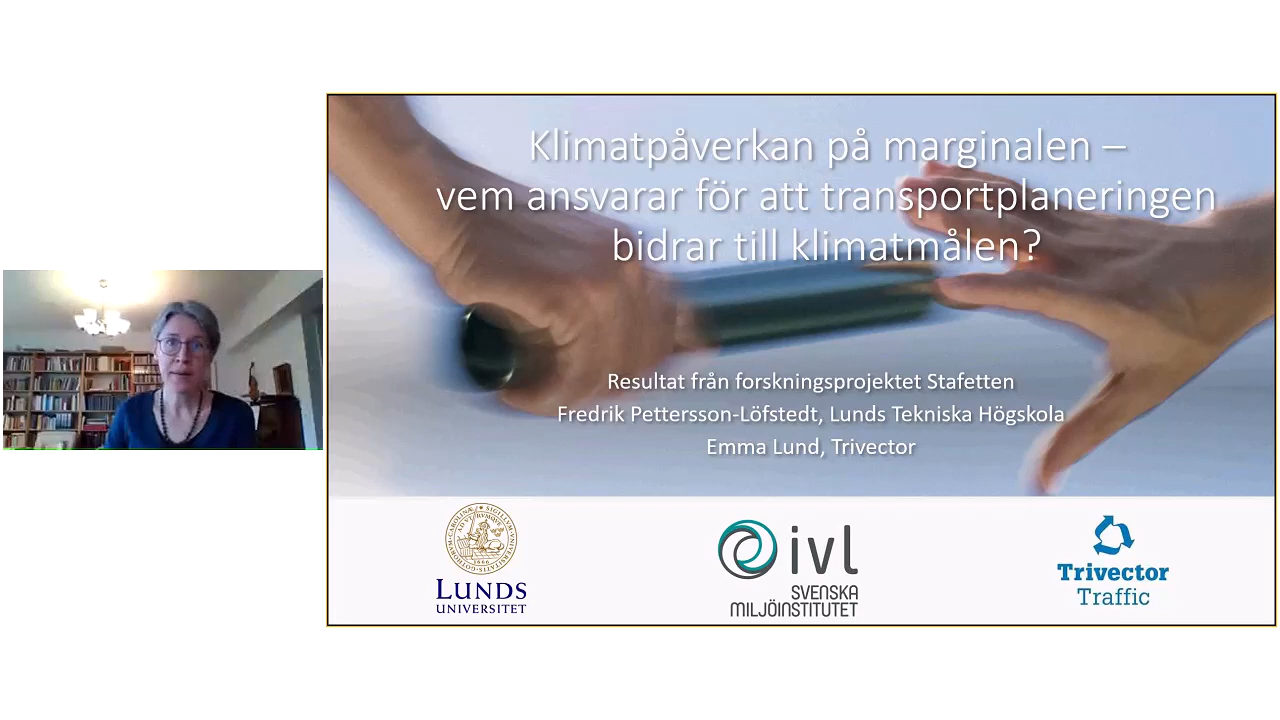 Klimatpåverkan på marginalen –
vem ansvarar för att transportplaneringen
bidrar till klimatmålen?
Resultat från forskningsprojektet Stafetten
Fredrik Pettersson-Löfstedt, Lunds Tekniska Högskola
Emma Lund, Trivector
LUNDS
UNIVERSITET
ivl
SVENSKA
MILJÖINSTITUTET
Trivector
Traffic